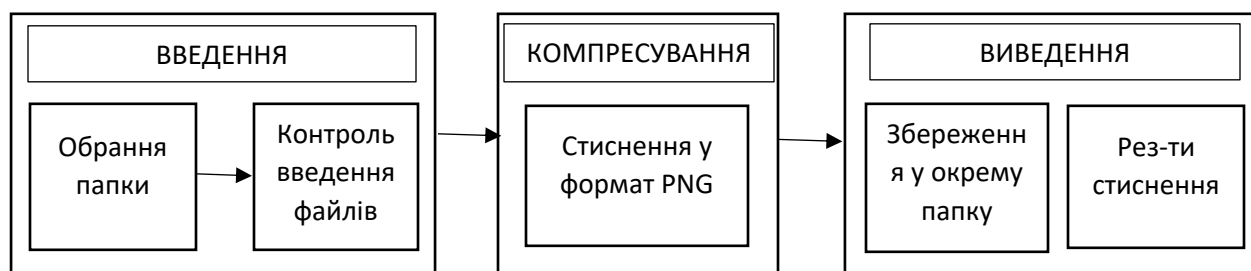 ВВЕДЕННЯ
Обрання
папки
Контроль
введення
файлів
КОМПРЕСУВАННЯ
Стиснення у
формат PNG
ВИВЕДЕННЯ
Збереженн
я у окрему
папку
Рез-ти
стиснення